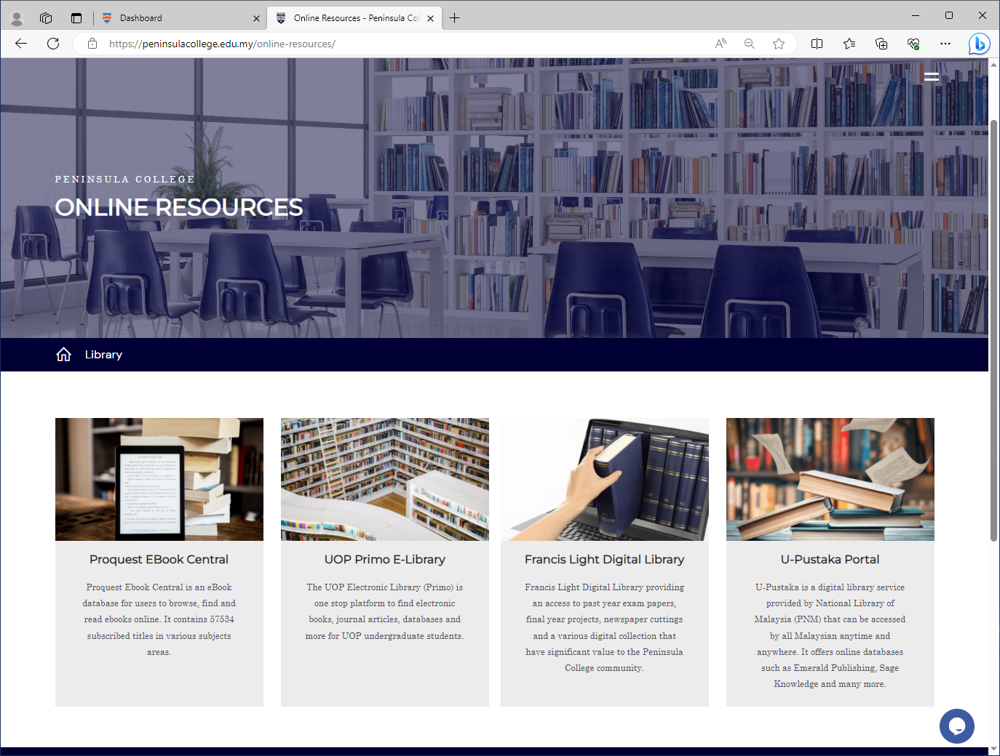 Dashboard
Online Resources - Peninsula Col
https://peninsulacollege.edu.my/online-resources/
PENINSULA COLLEGE
ONLINE RESOURCES
Library
Proquest EBook Central
Proquest Ebook Central is an eBook
database for users to browse, find and
read ebooks online. It contains 57534
subscribed titles in various subjects
areas.
UOP Primo E-Library
The UOP Electronic Library (Primo) is
one stop platform to find electronic
books, journal articles, databases and
more for UOP undergraduate students.
Francis Light Digital Library
Francis Light Digital Library providing
an access to past year exam papers,
final year projects, newspaper cuttings
and a various digital collection that
have significant value to the Peninsula
College community.
U-Pustaka Portal
U-Pustaka is a digital library service
provided by National Library of
Malaysia (PNM) that can be accessed
by all Malaysian anytime and
anywhere. It offers online databases
such as Emerald Publishing, Sage
Knowledge and many more.